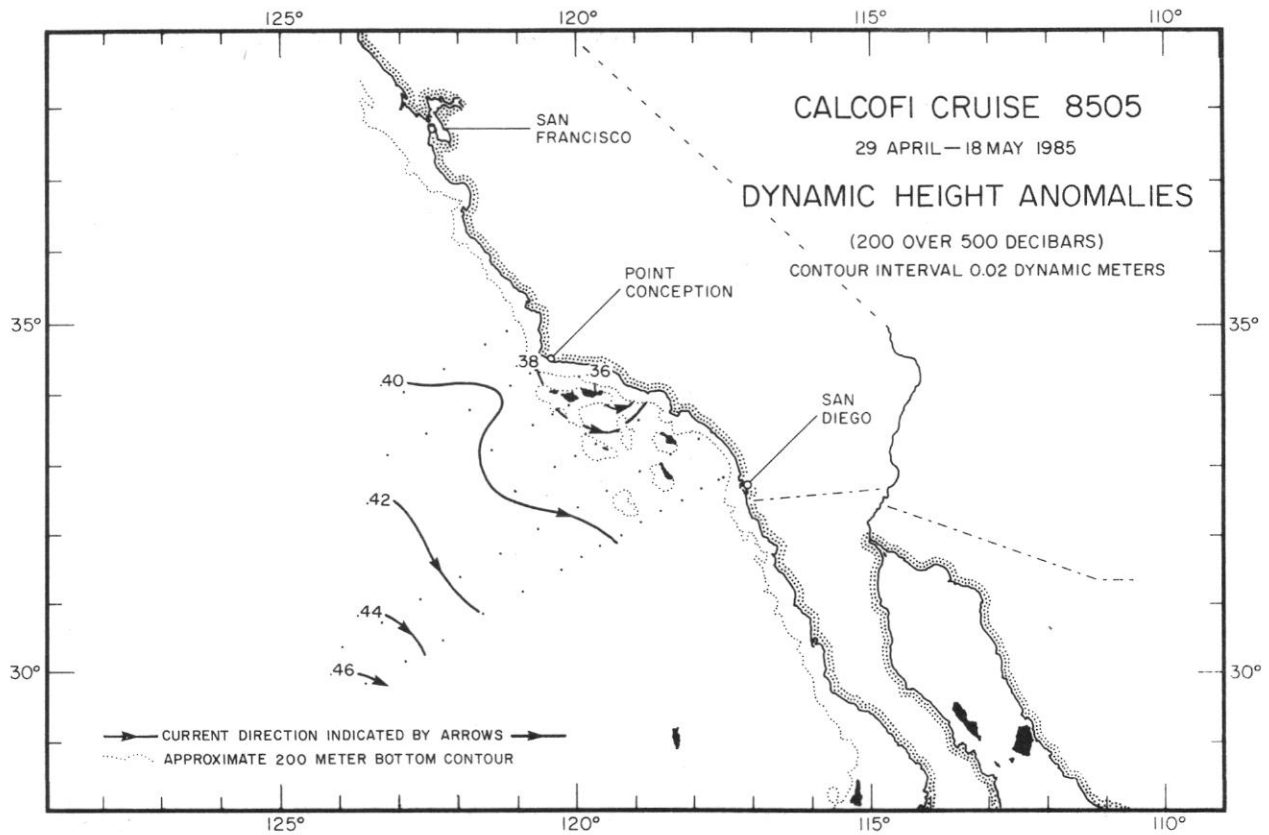 125°
120°
115°
110°
CALCOFI CRUISE 8505
29 APRIL — 18 MAY 1985
DYNAMIC HEIGHT ANOMALIES
(200 OVER 500 DECIBARS)
CONTOUR INTERVAL 0.02 DYNAMIC METERS
SAN
FRANCISCO
POINT
CONCEPTION
35°
35°
.38
.36
.40
SAN
DIEGO
.42
.44
.46
30°
30°
CURRENT DIRECTION INDICATED BY ARROWS
APPROXIMATE 200 METER BOTTOM CONTOUR
125°
120°
115°
110°